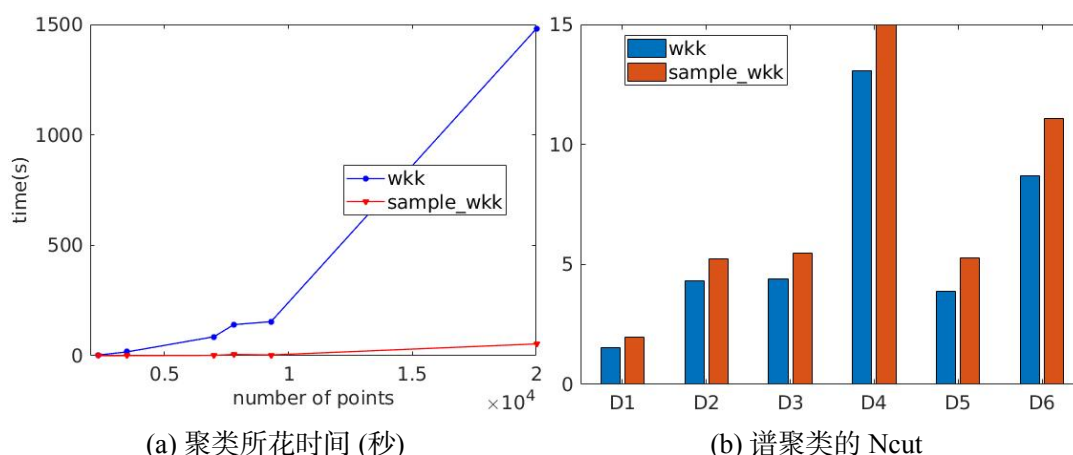 1500
1000
500
0
time(s)
wkk
sample_wkk
0.5
1
1.5
2
number of points
×10⁴
(a) 聚类所花时间 (秒)
15
10
5
0
wkk
sample_wkk
D1
D2
D3
D4
D5
D6
(b) 谱聚类的 Ncut